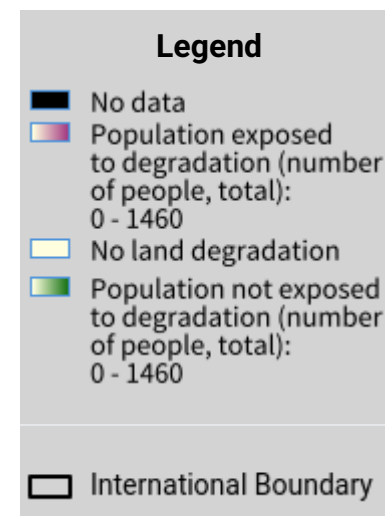 Legend
No data
Population exposed
to degradation (number
of people, total):
0 - 1460
No land degradation
Population not exposed
to degradation (number
of people, total):
0 - 1460
International Boundary